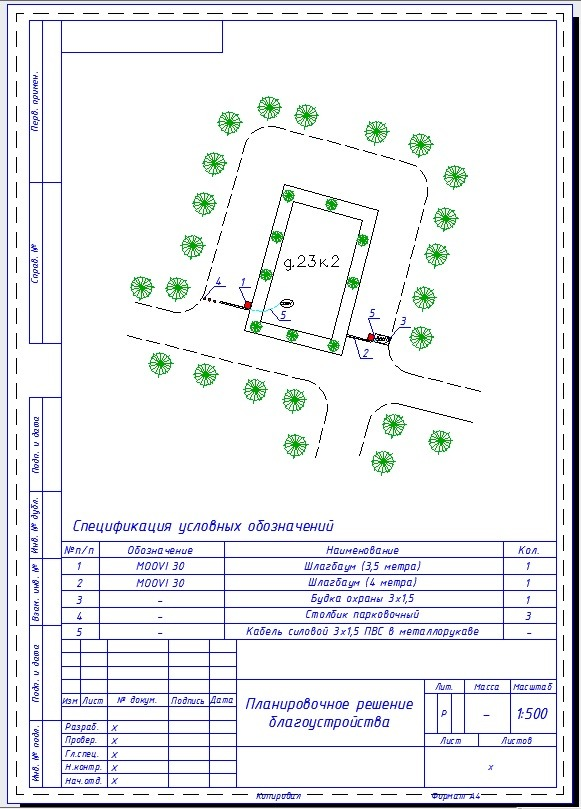 Перв. примен.
Справ. №
Подп. и дата
Инв. № дубл.
Взам. инв. №
Подп. и дата
Инв. № подл.
4
1
д.23 к.2
5
5
3
2
Спецификация условных обозначений
№п/п Обозначение Наименование Кол.
1 MOOVI 30 Шлагбаум (3,5 метра) 1
2 MOOVI 30 Шлагбаум (4 метра) 1
3 – Будка охраны 3х1,5 1
4 – Столбик парковочный 3
5 – Кабель силовой 3х1,5 ПВС в металлорукаве –
Изм Лист № докум. Подпись Дата
Разраб. х
Провер. х
Гл.спец. х
Н.контр. х
Нач.отд. х
Планировочное решение
благоустройства
Лит. Масса Масштаб
Р – 1:500
Лист Листов
х
Копировал Формат А4